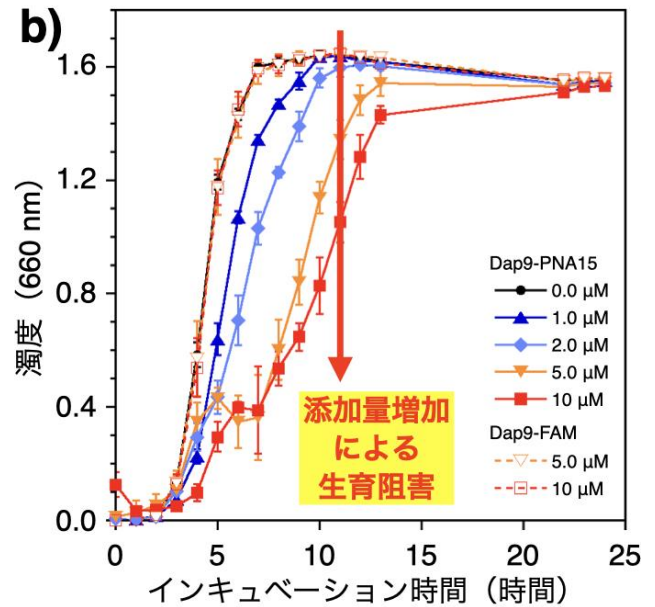 b)
濁度（660 nm）
1.6
1.2
0.8
0.4
0.0
0
5
10
15
20
25
インキュベーション時間（時間）
Dap9-PNA15
0.0 µM
1.0 µM
2.0 µM
5.0 µM
10 µM
Dap9-FAM
5.0 µM
10 µM
添加量増加
による
生育阻害